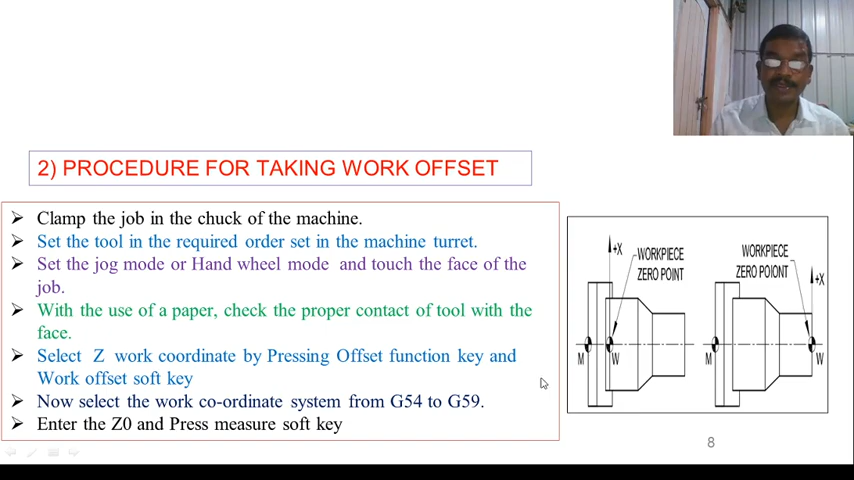 2) PROCEDURE FOR TAKING WORK OFFSET
➢ Clamp the job in the chuck of the machine.
➢ Set the tool in the required order set in the machine turret.
➢ Set the jog mode or Hand wheel mode and touch the face of the
job.
➢ With the use of a paper, check the proper contact of tool with the
face.
➢ Select Z work coordinate by Pressing Offset function key and
Work offset soft key
➢ Now select the work co-ordinate system from G54 to G59.
➢ Enter the Z0 and Press measure soft key
+X
WORKPIECE
ZERO POINT
M
W
WORKPIECE
ZERO POIONT
+X
M
W
8